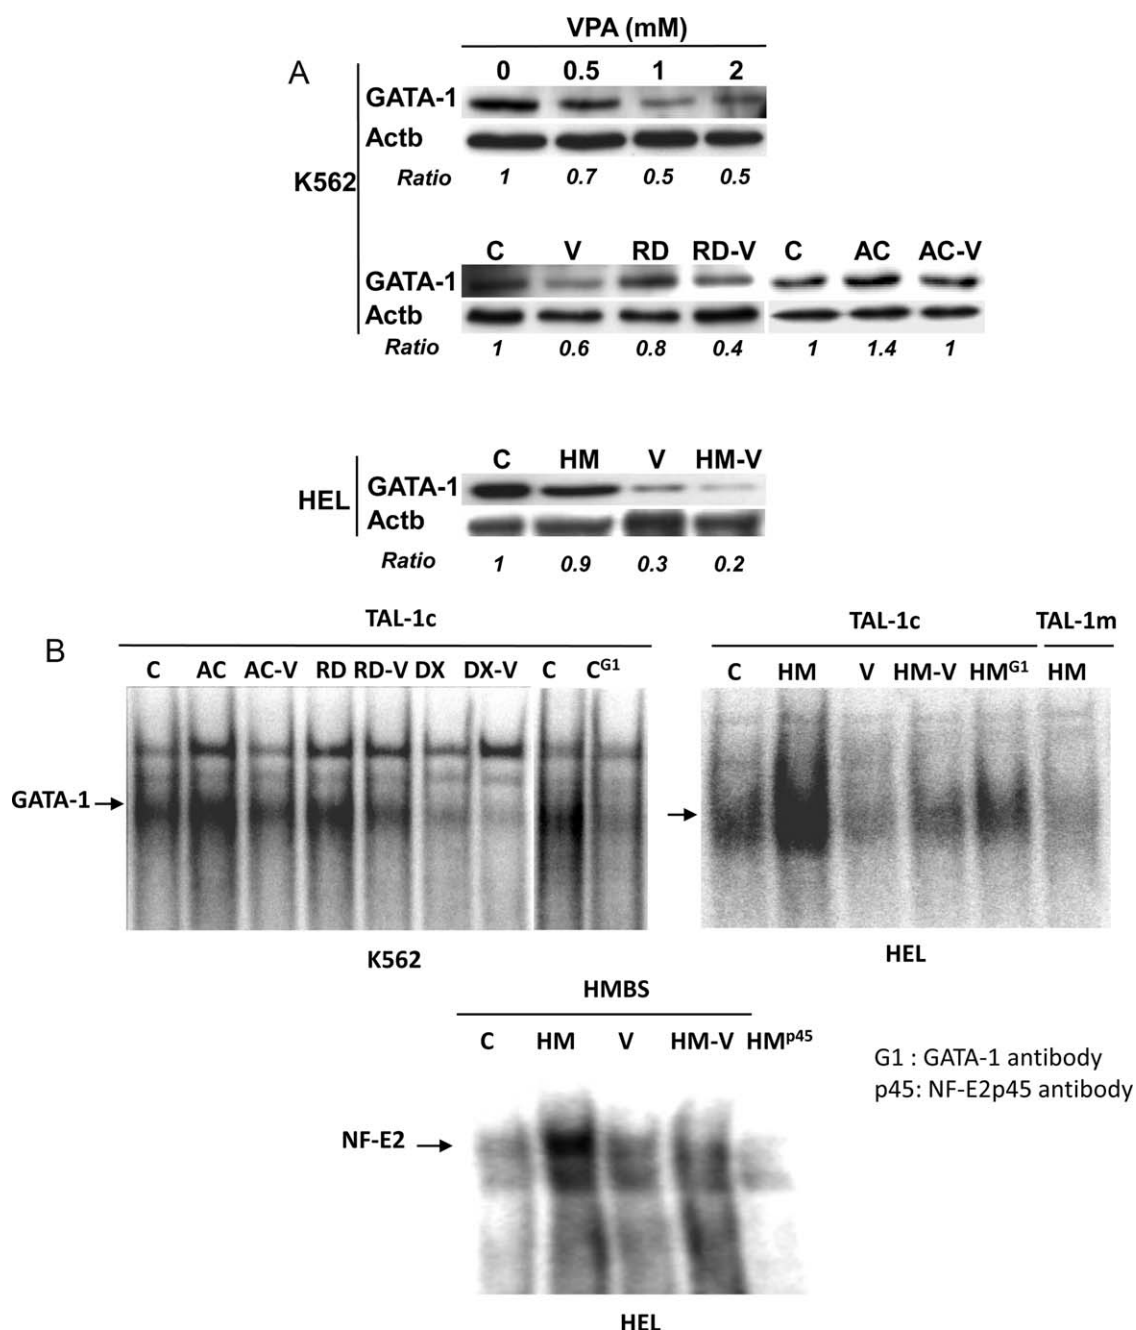 VPA (mM)
A
0 0.5 1 2
GATA-1
Actb
Ratio 1 0.7 0.5 0.5
K562
C V RD RD-V C AC AC-V
GATA-1
Actb
Ratio 1 0.6 0.8 0.4 1 1.4 1
C HM V HM-V
GATA-1
HEL
Actb
Ratio 1 0.9 0.3 0.2
B
TAL-1c
C AC AC-V RD RD-V DX DX-V C C^G1
GATA-1
K562
TAL-1c TAL-1m
C HM V HM-V HM^G1 HM
HEL
HMBS
C HM V HM-V HM^p45
NF-E2
HEL
G1 : GATA-1 antibody
p45: NF-E2p45 antibody